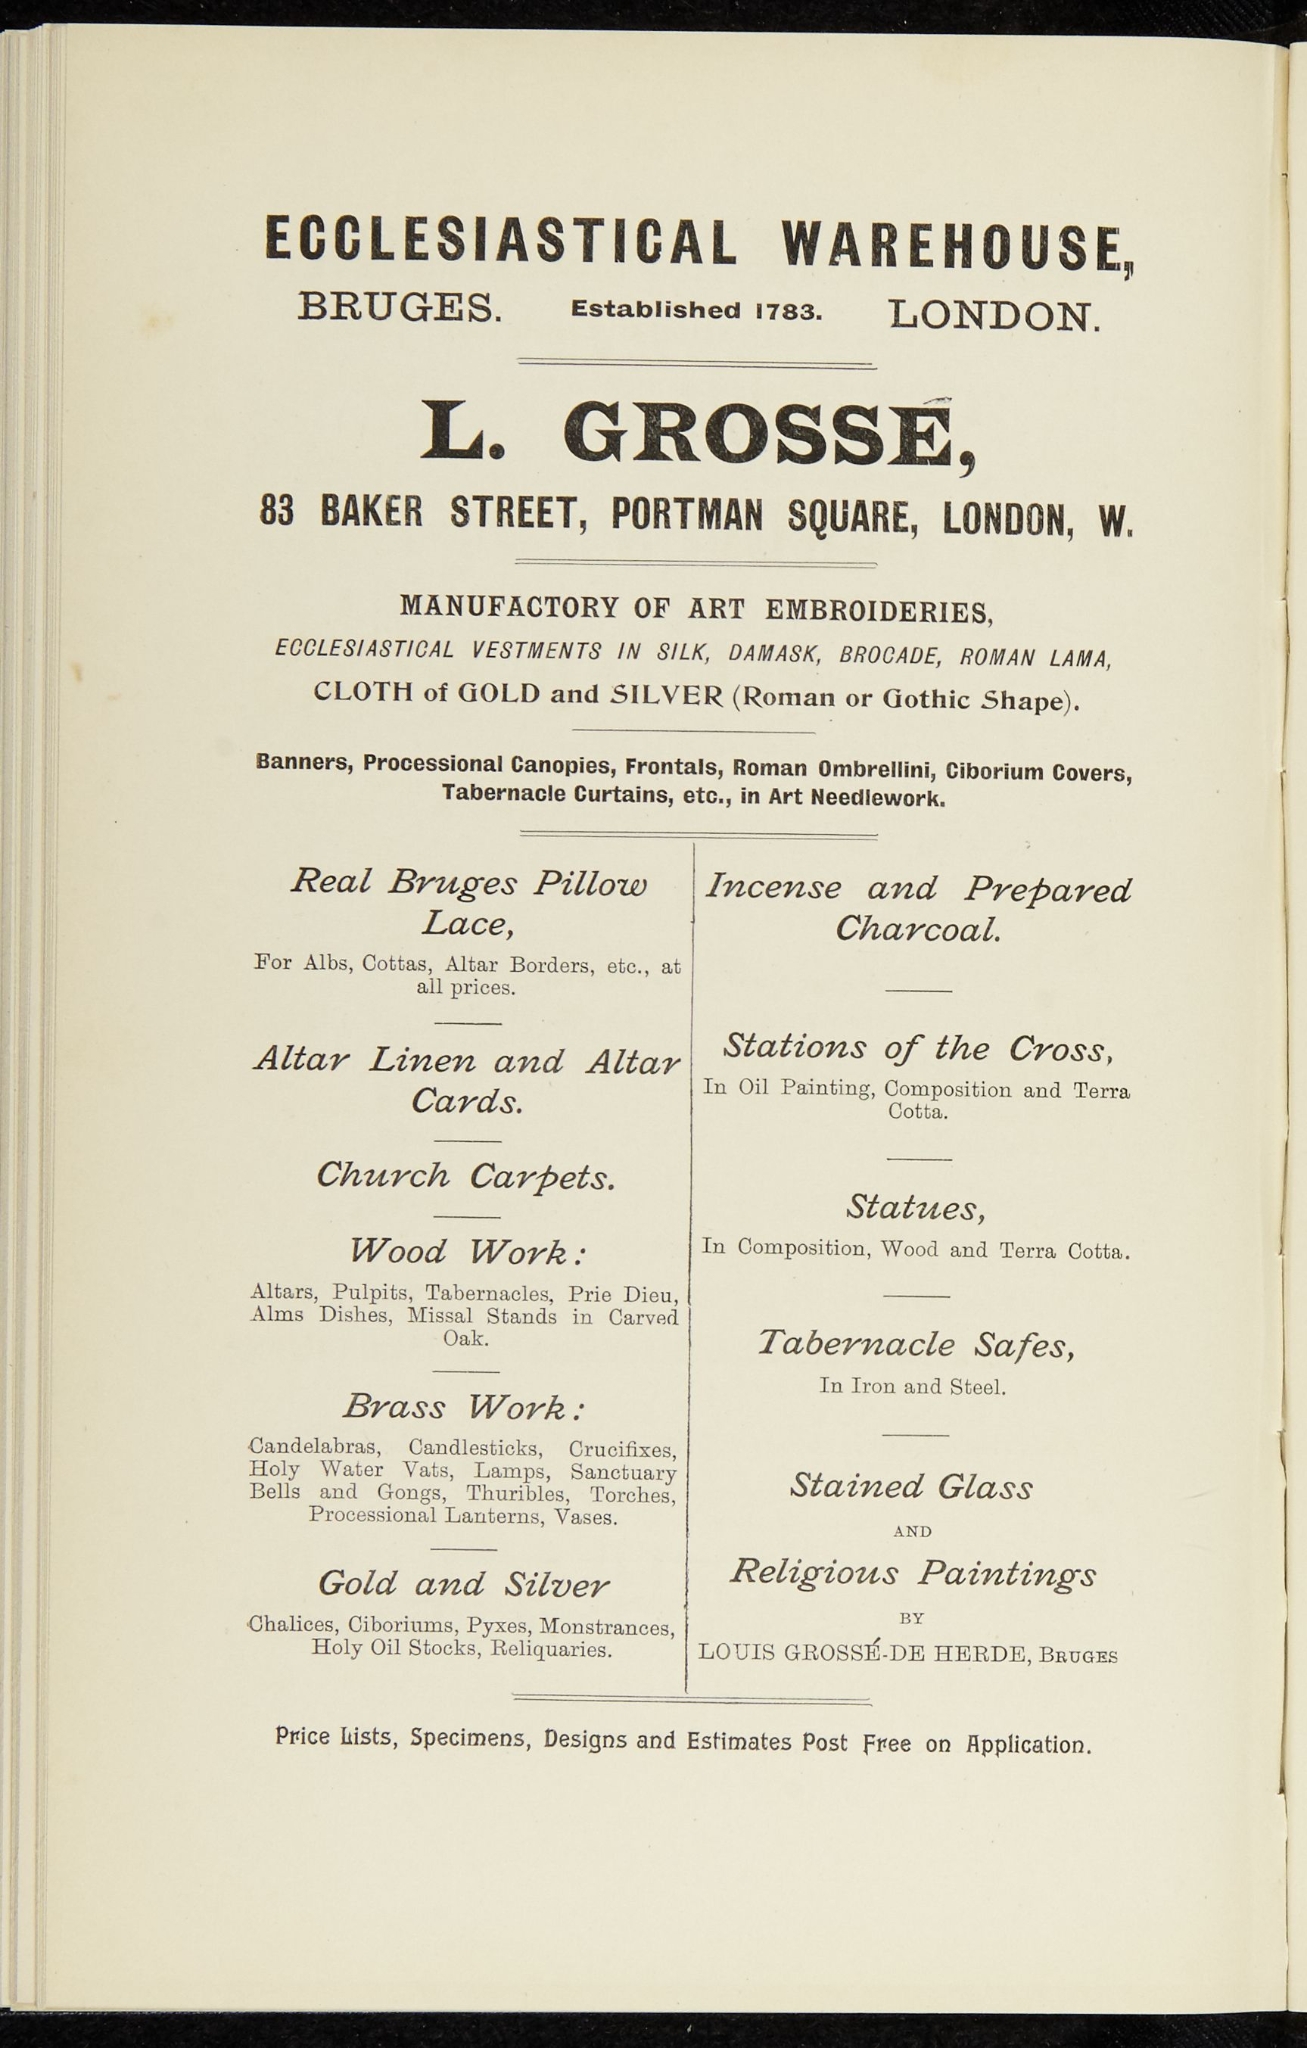 ECCLESIASTICAL WAREHOUSE,
BRUGES. Established 1783. LONDON.
L. GROSSÉ,
83 BAKER STREET, PORTMAN SQUARE, LONDON, W.
MANUFACTORY OF ART EMBROIDERIES,
ECCLESIASTICAL VESTMENTS IN SILK, DAMASK, BROCADE, ROMAN LAMA,
CLOTH of GOLD and SILVER (Roman or Gothic Shape).
Banners, Processional Canopies, Frontals, Roman Ombrellini, Ciborium Covers,
Tabernacle Curtains, etc., in Art Needlework.
Real Bruges Pillow
Lace,
For Albs, Cottas, Altar Borders, etc., at
all prices.
Altar Linen and Altar
Cards.
Church Carpets.
Wood Work:
Altars, Pulpits, Tabernacles, Prie Dieu,
Alms Dishes, Missal Stands in Carved
Oak.
Brass Work:
Candelabras, Candlesticks, Crucifixes,
Holy Water Vats, Lamps, Sanctuary
Bells and Gongs, Thuribles, Torches,
Processional Lanterns, Vases.
Gold and Silver
Chalices, Ciboriums, Pyxes, Monstrances,
Holy Oil Stocks, Reliquaries.
Incense and Prepared
Charcoal.
Stations of the Cross,
In Oil Painting, Composition and Terra
Cotta.
Statues,
In Composition, Wood and Terra Cotta.
Tabernacle Safes,
In Iron and Steel.
Stained Glass
AND
Religious Paintings
BY
LOUIS GROSSÉ-DE HERDE, BRUGES
Price Lists, Specimens, Designs and Estimates Post Free on Application.